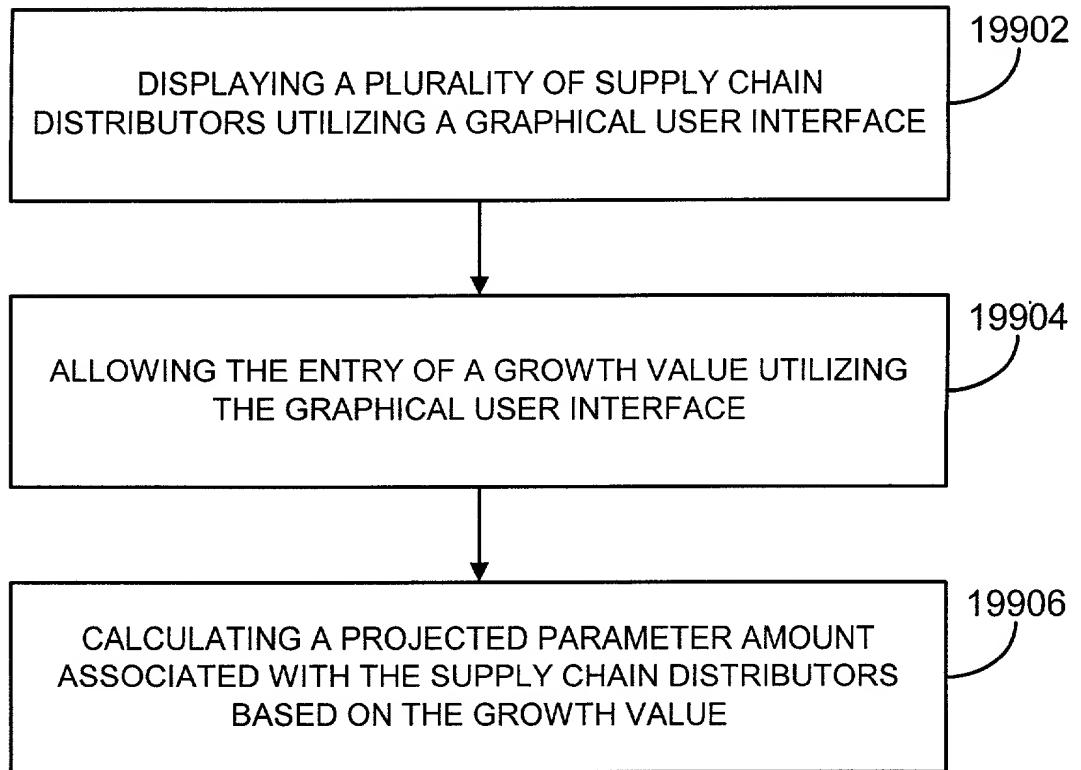 19902
DISPLAYING A PLURALITY OF SUPPLY CHAIN
DISTRIBUTORS UTILIZING A GRAPHICAL USER INTERFACE
19904
ALLOWING THE ENTRY OF A GROWTH VALUE UTILIZING
THE GRAPHICAL USER INTERFACE
19906
CALCULATING A PROJECTED PARAMETER AMOUNT
ASSOCIATED WITH THE SUPPLY CHAIN DISTRIBUTORS
BASED ON THE GROWTH VALUE